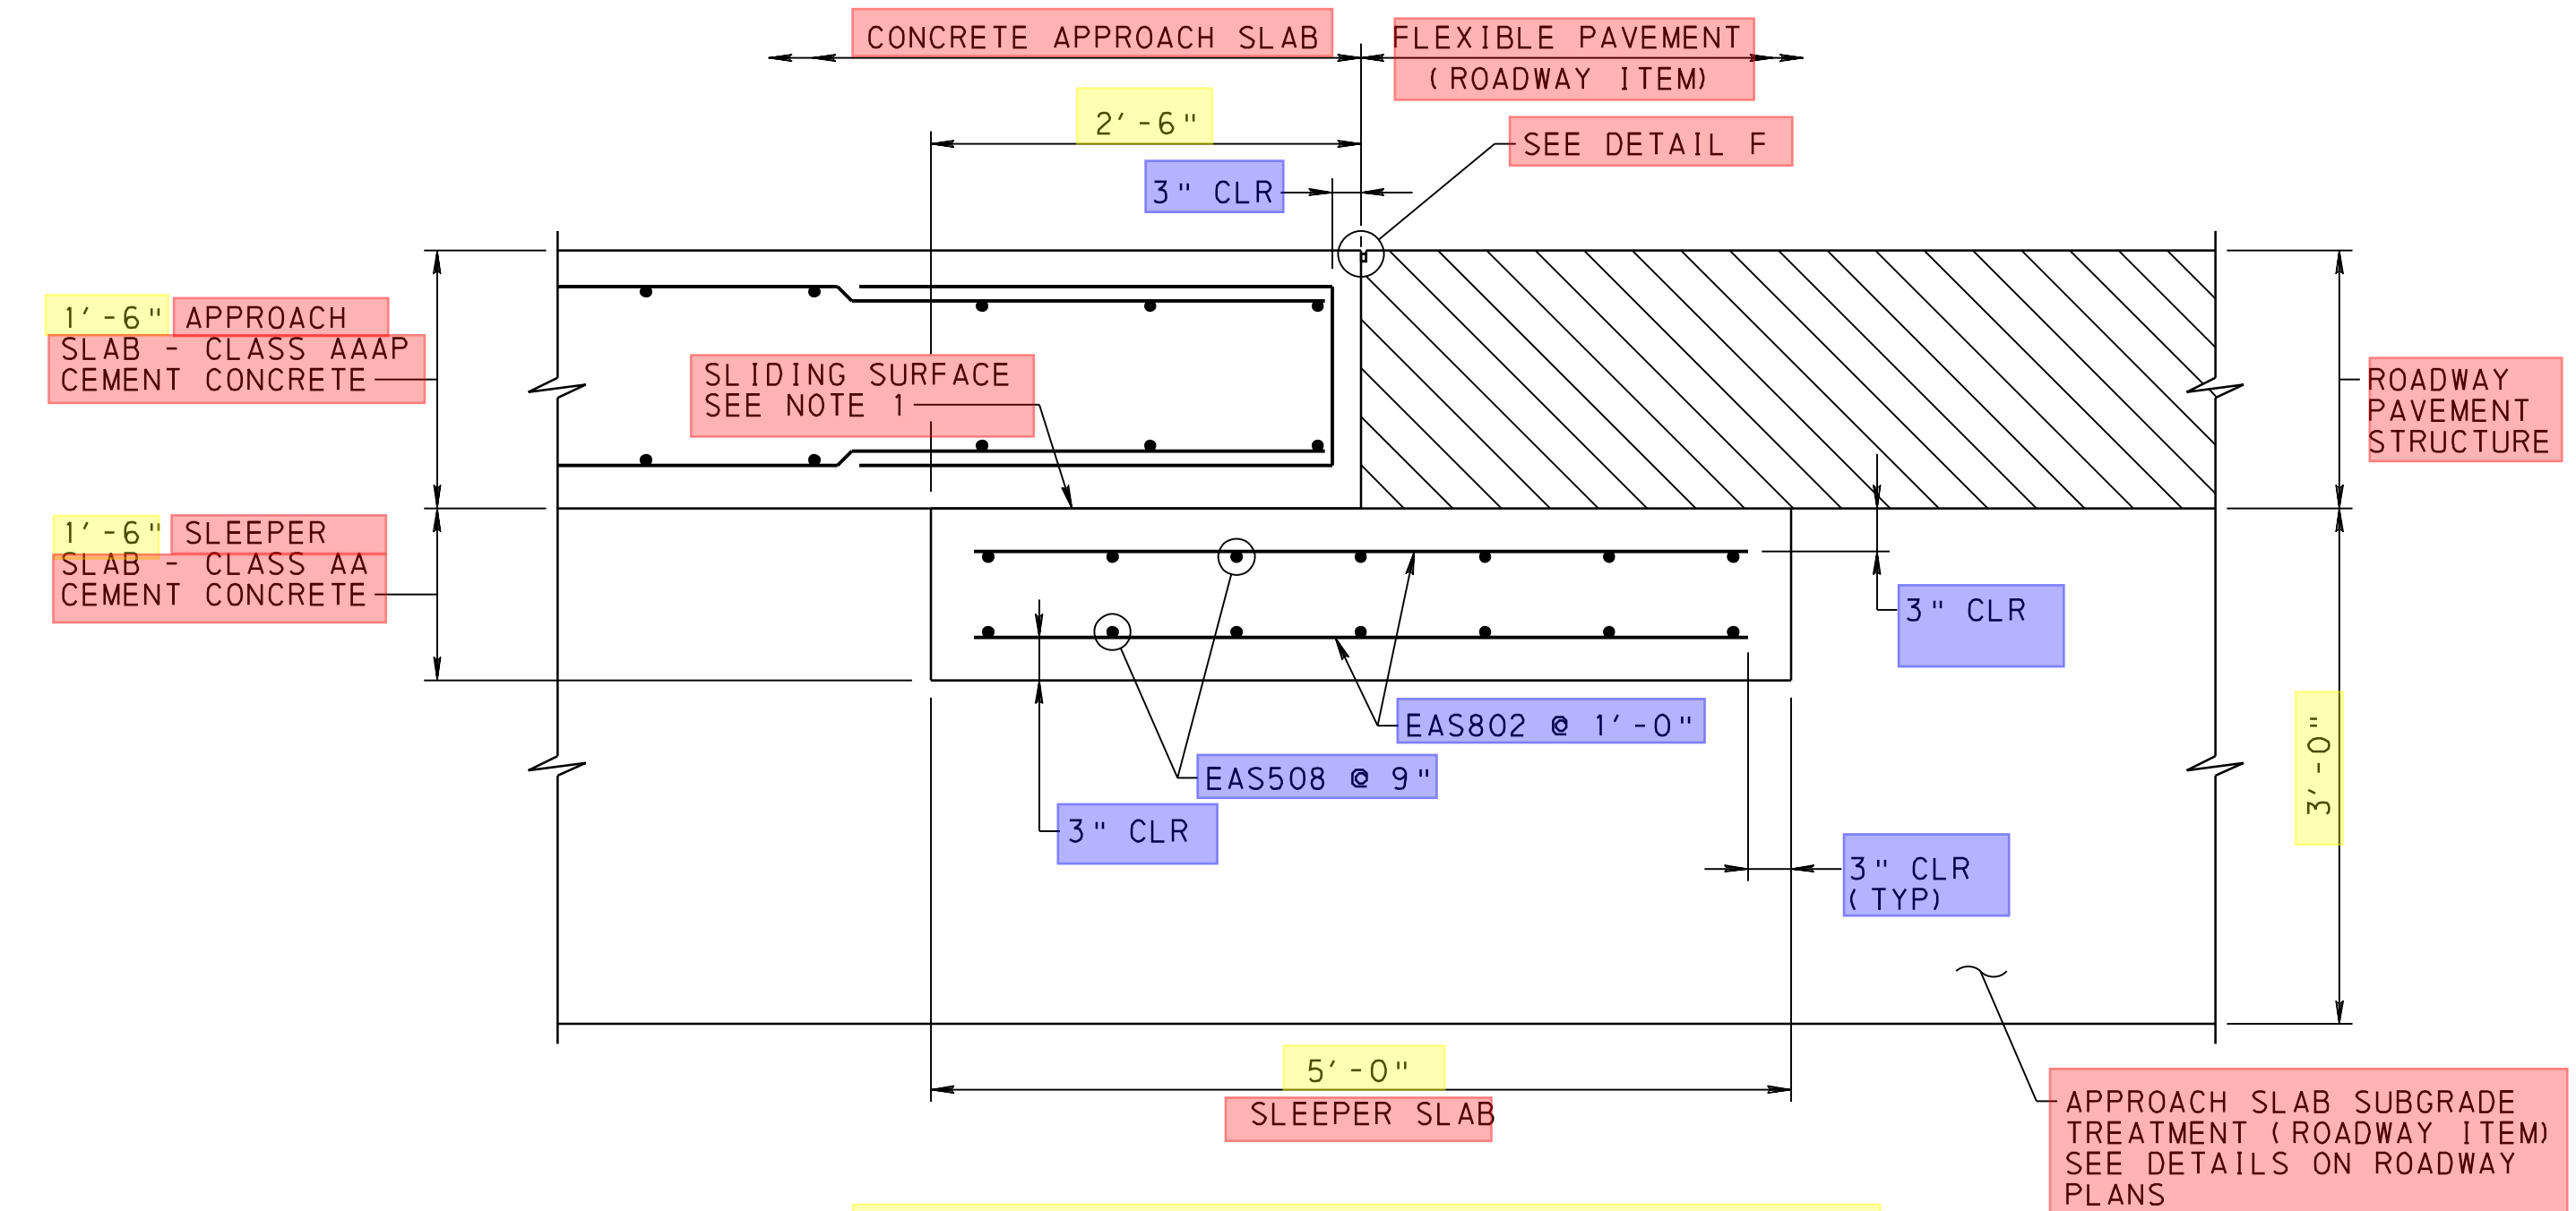 CONCRETE APPROACH SLAB
FLEXIBLE PAVEMENT
(ROADWAY ITEM)
2'-6"
SEE DETAIL F
3" CLR
1'-6" APPROACH
SLAB - CLASS AAAP
CEMENT CONCRETE
SLIDING SURFACE
SEE NOTE 1
ROADWAY
PAVEMENT
STRUCTURE
1'-6" SLEEPER
SLAB - CLASS AA
CEMENT CONCRETE
3" CLR
EAS802 @ 1'-0"
EAS508 @ 9"
3'-0"
3" CLR
3" CLR
(TYP)
5'-0"
SLEEPER SLAB
APPROACH SLAB SUBGRADE
TREATMENT (ROADWAY ITEM)
SEE DETAILS ON ROADWAY
PLANS